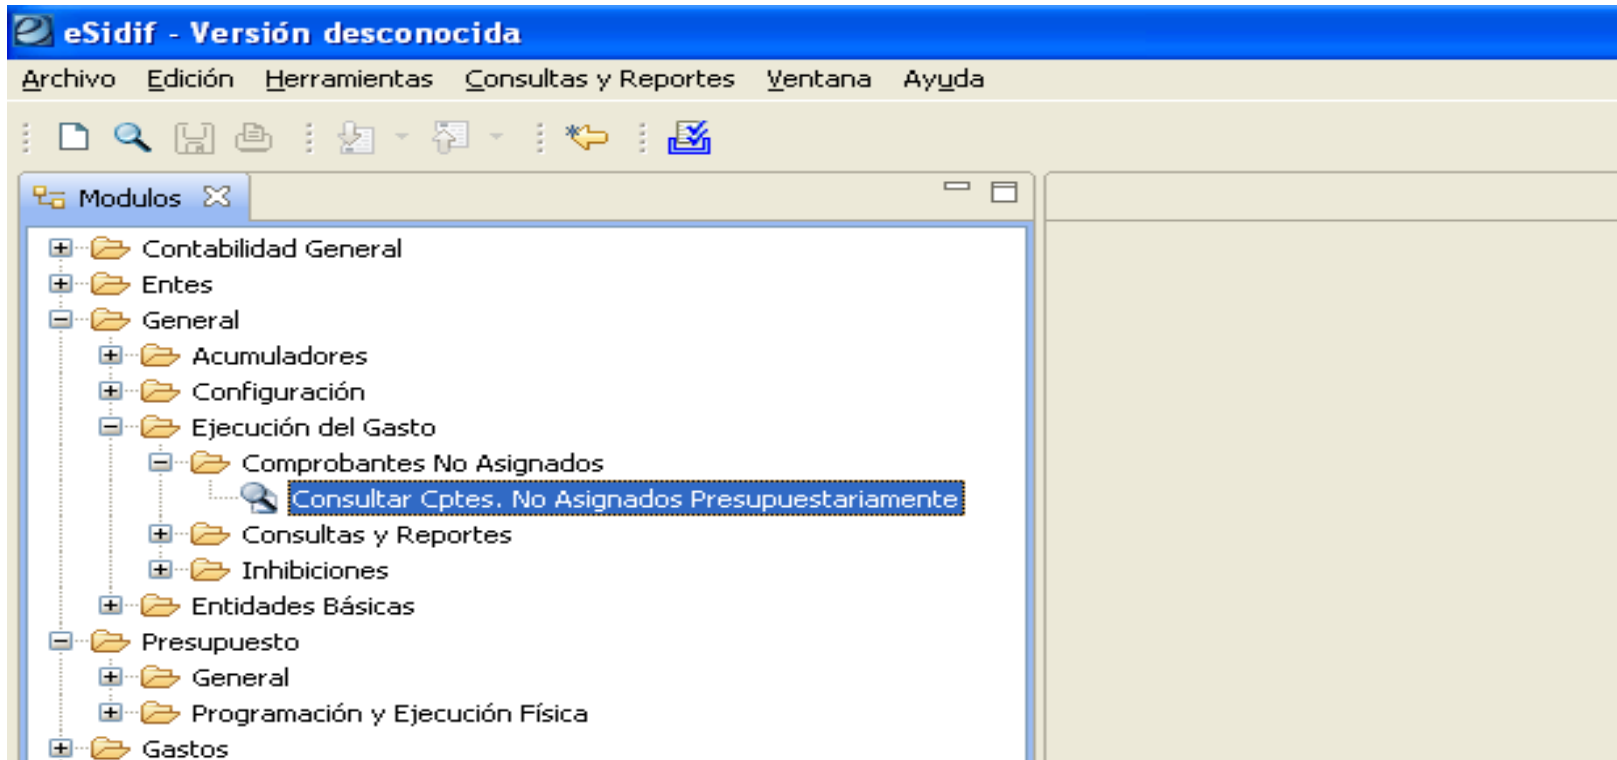 eSidif - Versión desconocida
Archivo Edición Herramientas Consultas y Reportes Ventana Ayuda
Modulos
Contabilidad General
Entes
General
Acumuladores
Configuración
Ejecución del Gasto
Comprobantes No Asignados
Consultar Cptes. No Asignados Presupuestariamente
Consultas y Reportes
Inhibiciones
Entidades Básicas
Presupuesto
General
Programación y Ejecución Física
Gastos